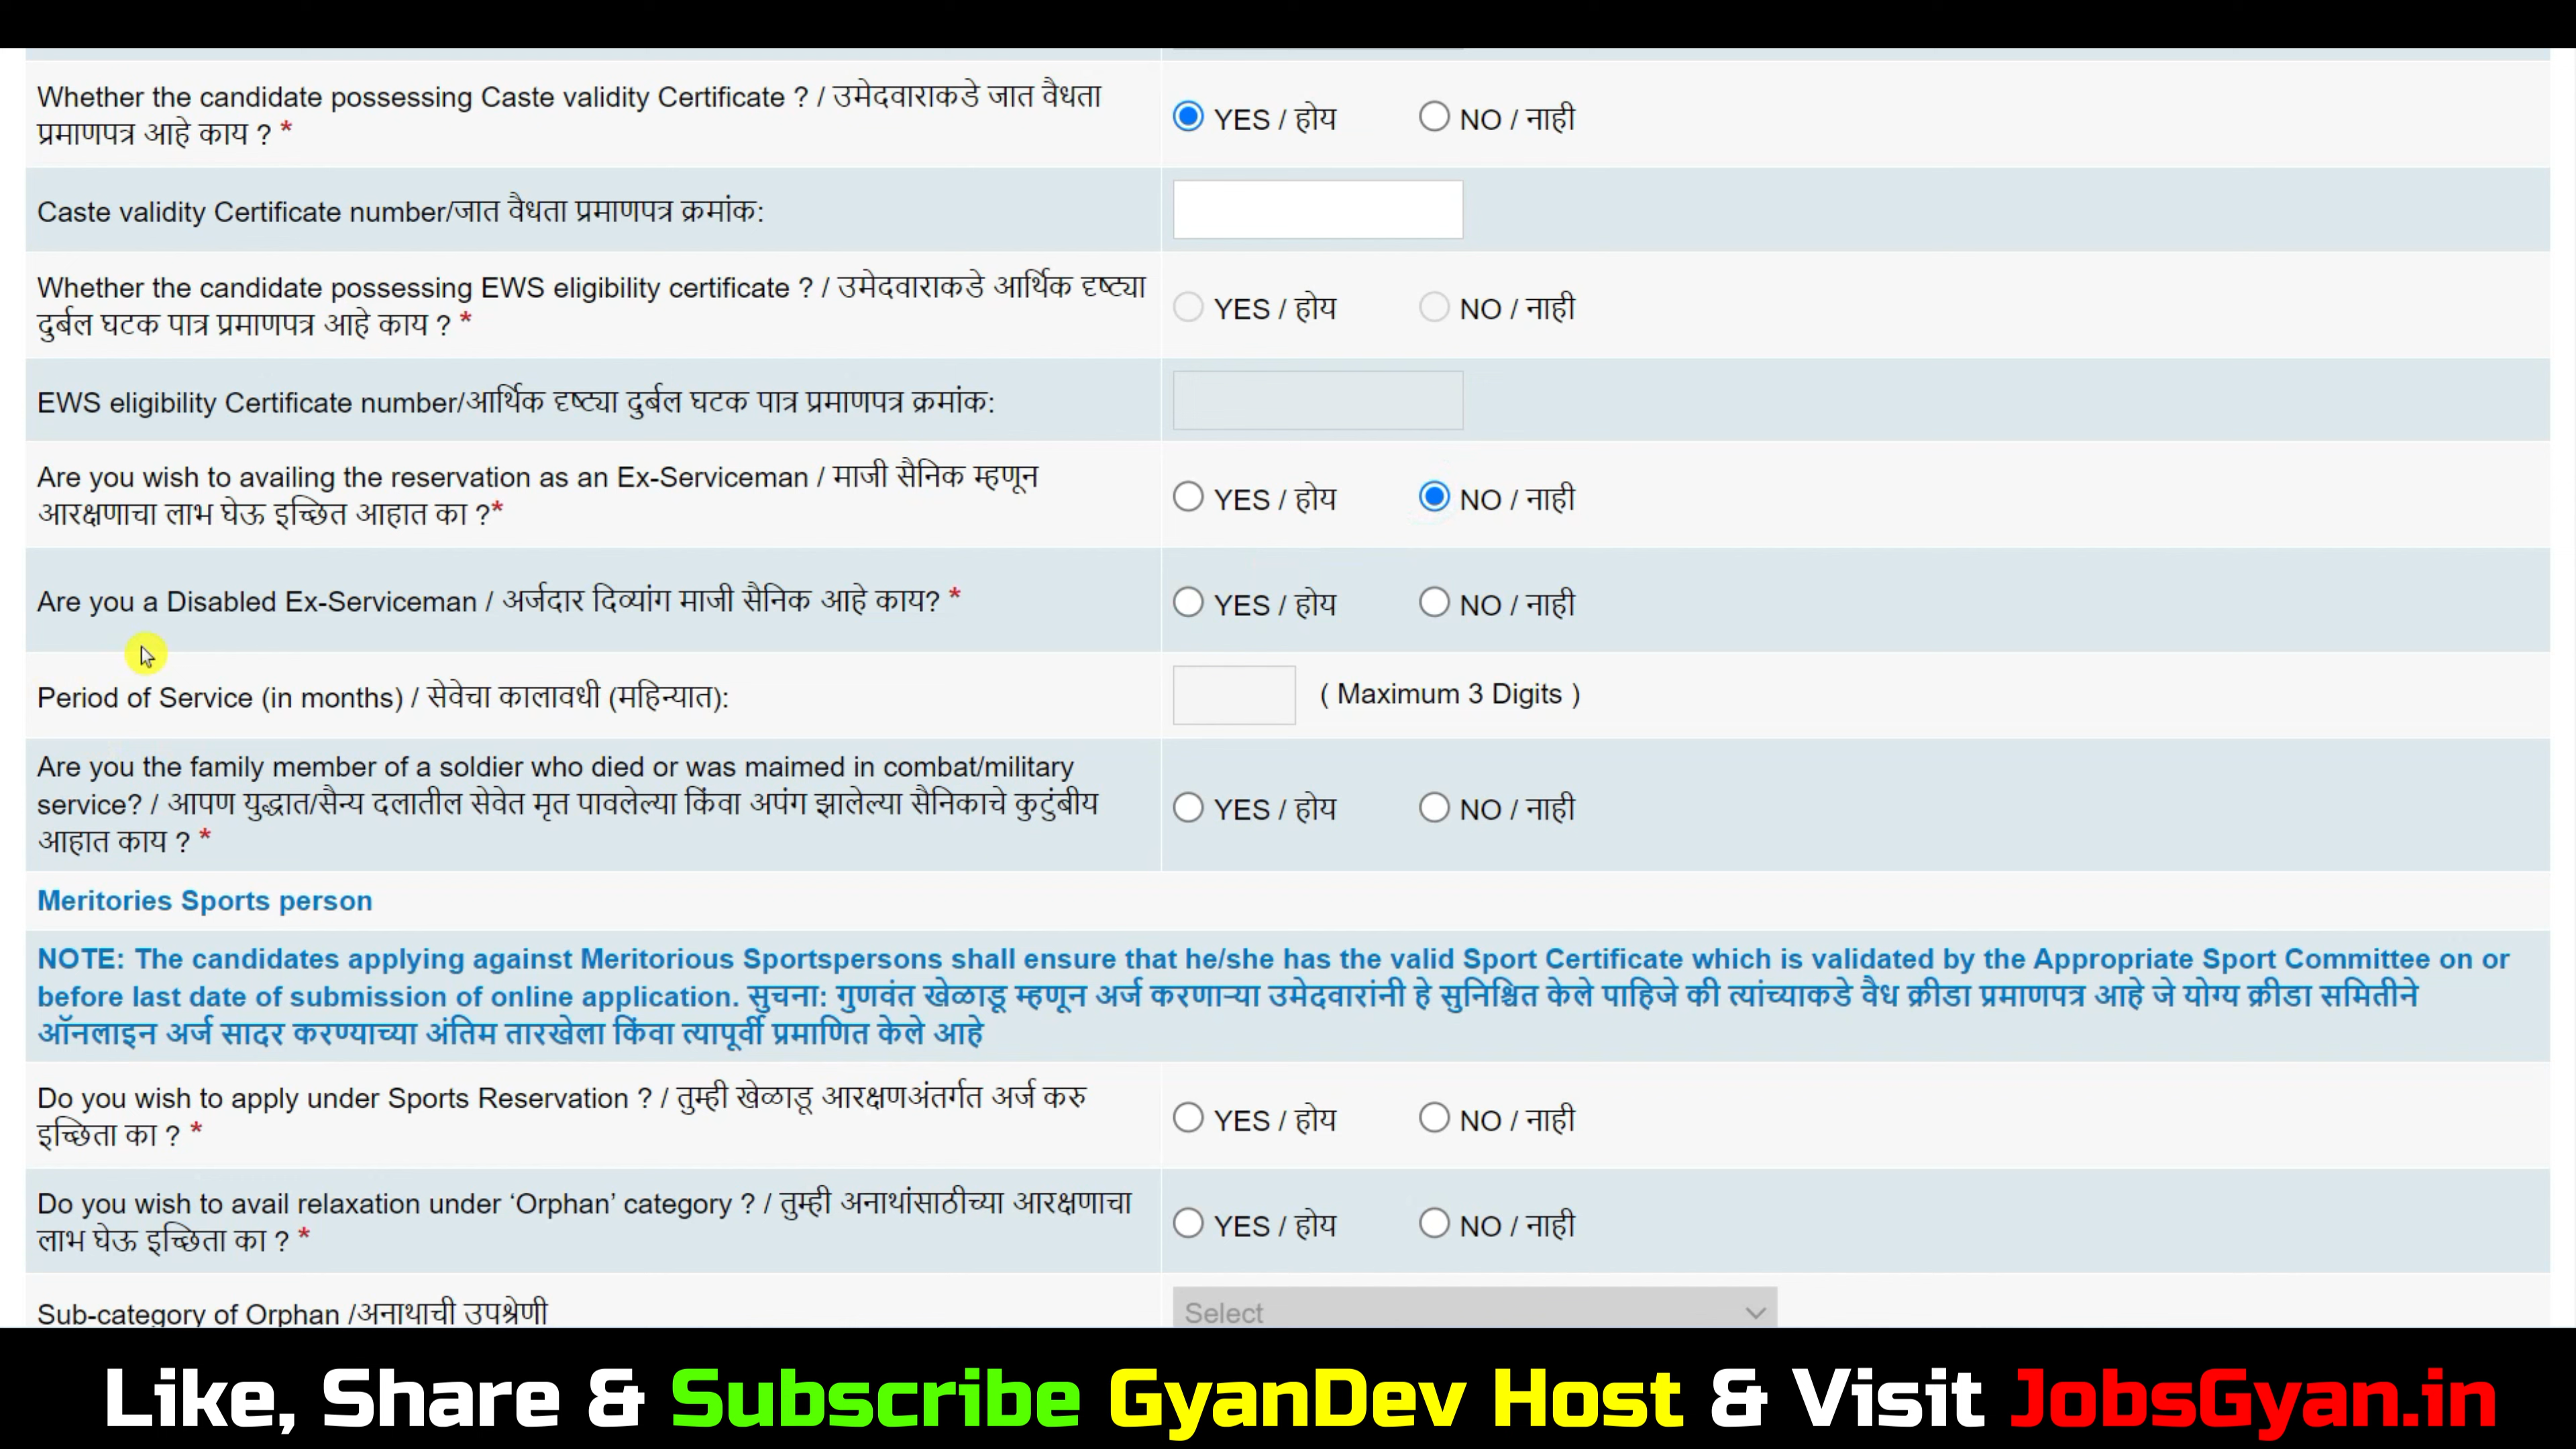 Whether the candidate possessing Caste validity Certificate ? / उमेदवाराकडे जात वैधता
प्रमाणपत्र आहे काय ? *
YES / होय
NO / नाही
Caste validity Certificate number/जात वैधता प्रमाणपत्र क्रमांक:
Whether the candidate possessing EWS eligibility certificate ? / उमेदवाराकडे आर्थिक दृष्ट्या
दुर्बल घटक पात्र प्रमाणपत्र आहे काय ? *
YES / होय
NO / नाही
EWS eligibility Certificate number/आर्थिक दृष्ट्या दुर्बल घटक पात्र प्रमाणपत्र क्रमांक:
Are you wish to availing the reservation as an Ex-Serviceman / माजी सैनिक म्हणून
आरक्षणाचा लाभ घेऊ इच्छित आहात का ?*
YES / होय
NO / नाही
Are you a Disabled Ex-Serviceman / अर्जदार दिव्यांग माजी सैनिक आहे काय? *
YES / होय
NO / नाही
Period of Service (in months) / सेवेचा कालावधी (महिन्यात):
( Maximum 3 Digits )
Are you the family member of a soldier who died or was maimed in combat/military
service? / आपण युद्धात/सैन्य दलातील सेवेत मृत पावलेल्या किंवा अपंग झालेल्या सैनिकाचे कुटुंबीय
आहात काय ? *
YES / होय
NO / नाही
Meritories Sports person
NOTE: The candidates applying against Meritorious Sportspersons shall ensure that he/she has the valid Sport Certificate which is validated by the Appropriate Sport Committee on or
before last date of submission of online application. सुचना: गुणवंत खेळाडू म्हणून अर्ज करणाऱ्या उमेदवारांनी हे सुनिश्चित केले पाहिजे की त्यांच्याकडे वैध क्रीडा प्रमाणपत्र आहे जे योग्य क्रीडा समितीने
ऑनलाइन अर्ज सादर करण्याच्या अंतिम तारखेला किंवा त्यापूर्वी प्रमाणित केले आहे
Do you wish to apply under Sports Reservation ? / तुम्ही खेळाडू आरक्षणअंतर्गत अर्ज करु
इच्छिता का ? *
YES / होय
NO / नाही
Do you wish to avail relaxation under ‘Orphan’ category ? / तुम्ही अनाथांसाठीच्या आरक्षणाचा
लाभ घेऊ इच्छिता का ? *
YES / होय
NO / नाही
Sub-category of Orphan /अनाथाची उपश्रेणी
Select
Like, Share & Subscribe GyanDev Host & Visit JobsGyan.in